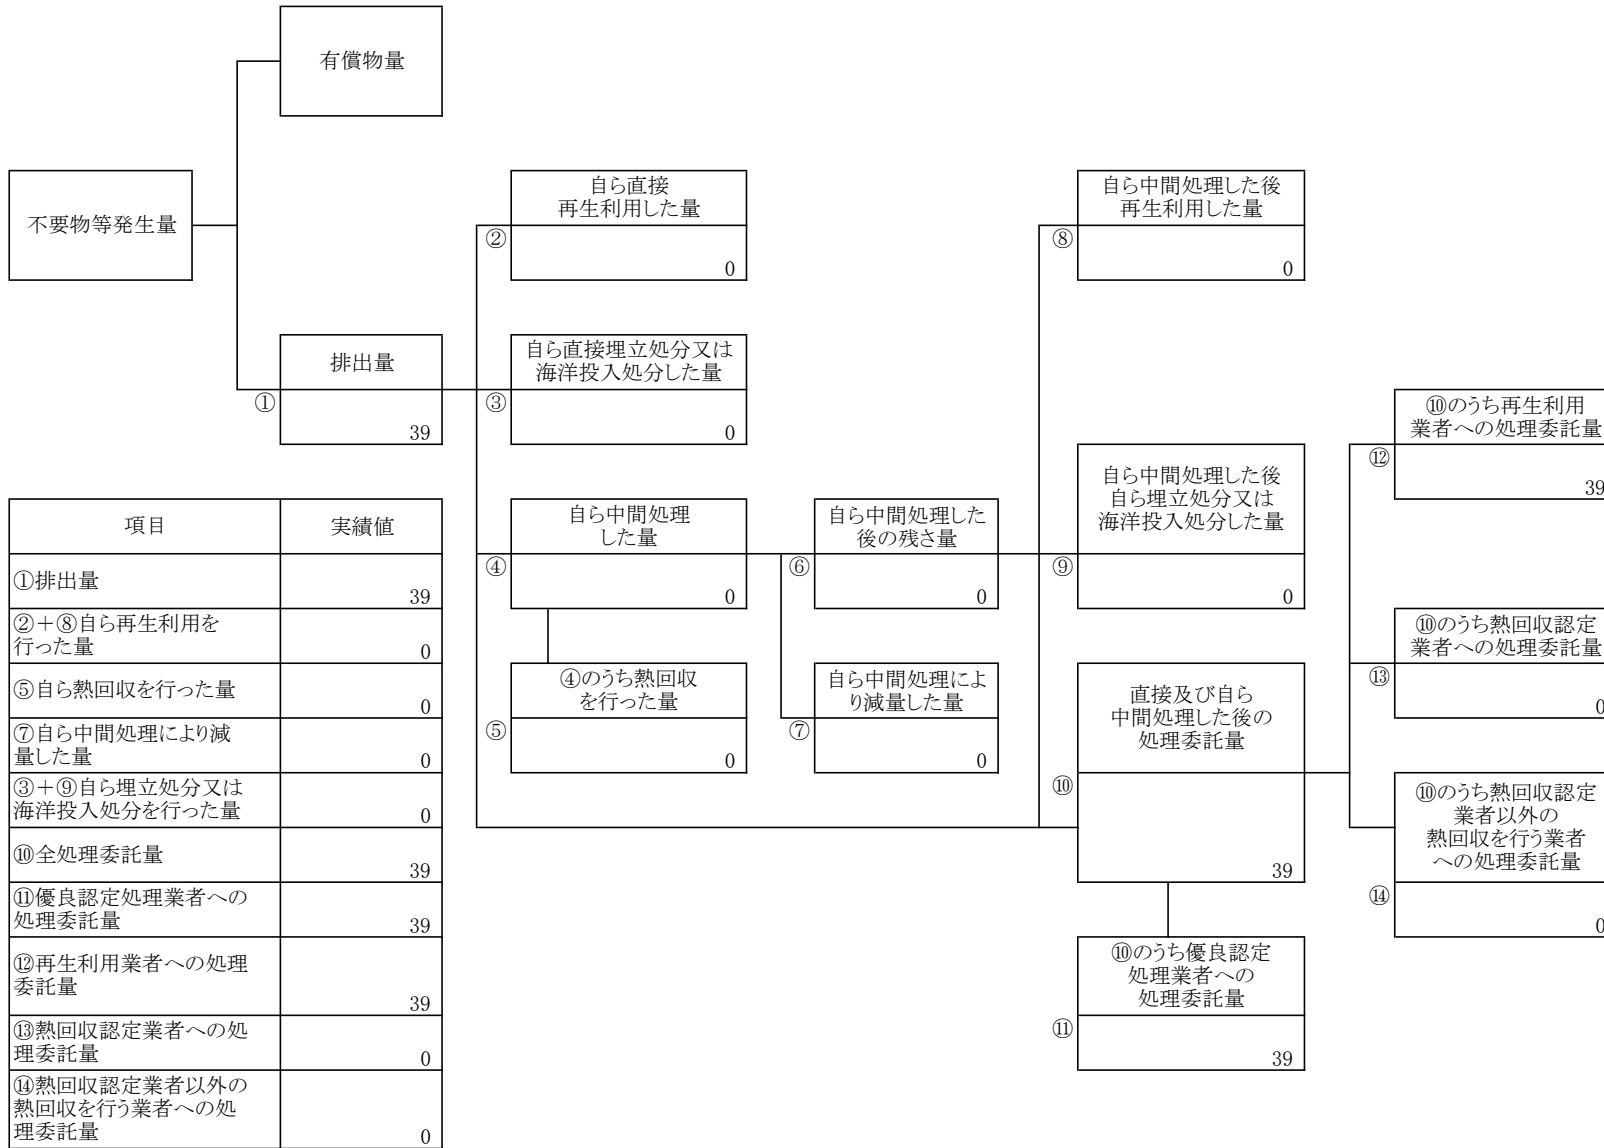 有償物量
不要物等発生量
自ら直接
再生利用した量
②
0
自ら中間処理した後
再生利用した量
⑧
0
排出量
①
39
自ら直接埋立処分又は
海洋投入処分した量
③
0
⑩のうち再生利用
業者への処理委託量
⑫
39
自ら中間処理
した量
④
0
自ら中間処理した
後の残さ量
⑥
0
自ら中間処理した後
自ら埋立処分又は
海洋投入処分した量
⑨
0
⑩のうち熱回収認定
業者への処理委託量
⑬
0
④のうち熱回収
を行った量
⑤
0
自ら中間処理によ
り減量した量
⑦
0
直接及び自ら
中間処理した後の
処理委託量
⑩
39
⑩のうち熱回収認定
業者以外の
熱回収を行う業者
への処理委託量
⑭
0
⑩のうち優良認定
処理業者への
処理委託量
⑪
39
項目
実績値
①排出量
39
②＋⑧自ら再生利用を
行った量
0
⑤自ら熱回収を行った量
0
⑦自ら中間処理により減
量した量
0
③＋⑨自ら埋立処分又は
海洋投入処分を行った量
0
⑩全処理委託量
39
⑪優良認定処理業者への
処理委託量
39
⑫再生利用業者への処理
委託量
39
⑬熱回収認定業者への処
理委託量
0
⑭熱回収認定業者以外の
熱回収を行う業者への処
理委託量
0